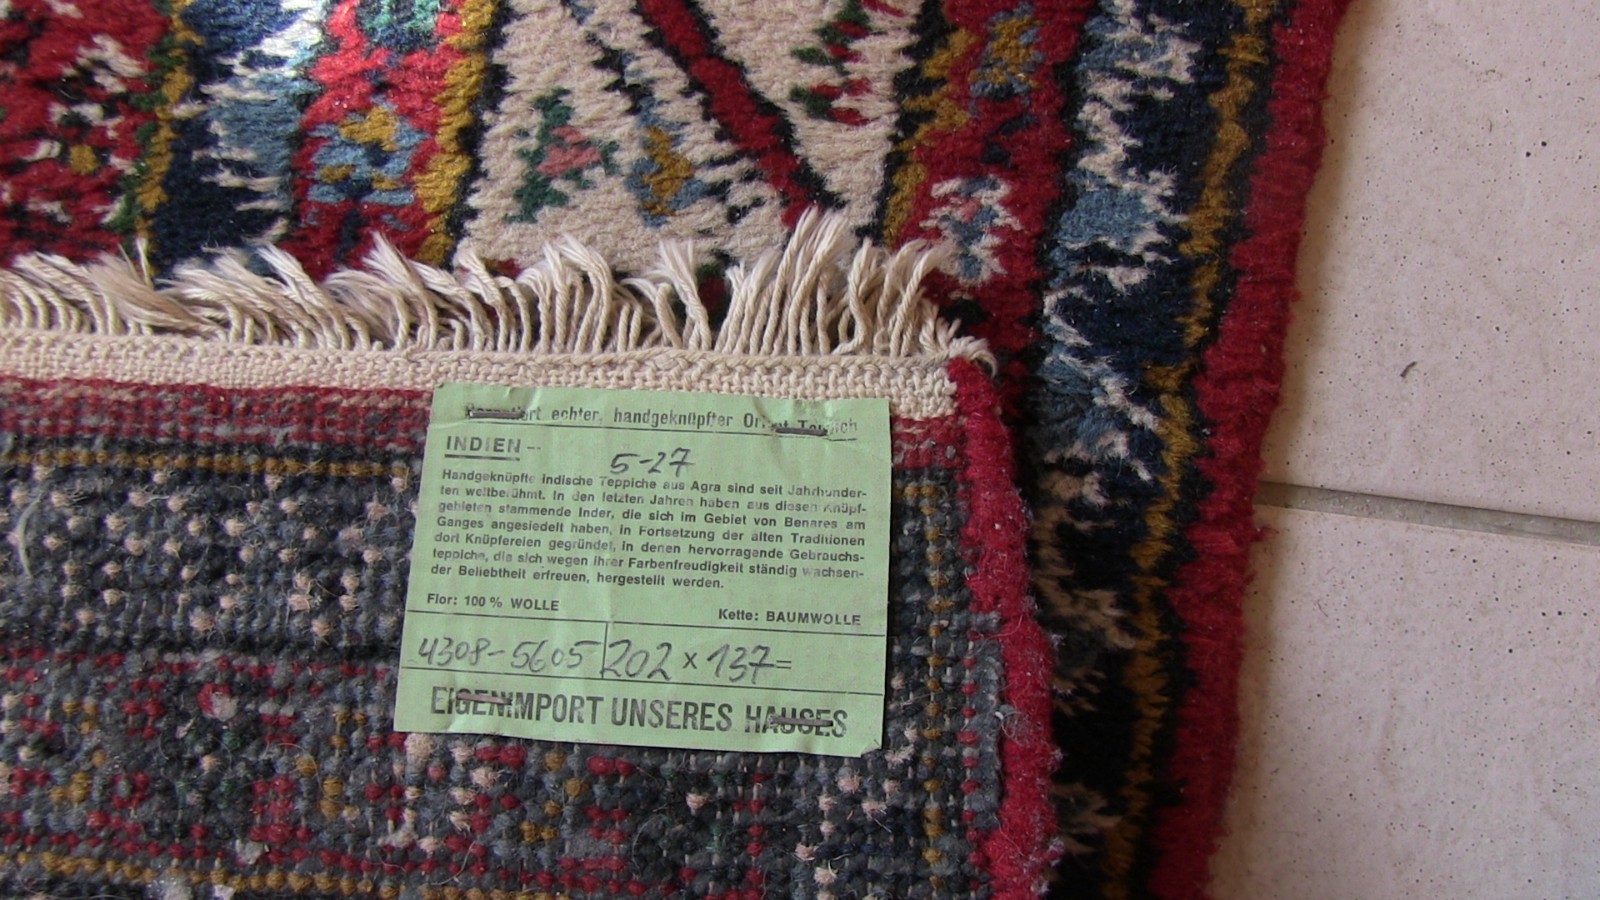 Garantiert echter, handgeknüpfter Orient-Teppich
INDIEN –
5-27
Handgeknüpfte indische Teppiche aus Agra sind seit Jahrhunder-
ten weltberühmt. In den letzten Jahren haben aus diesen Knüpf-
gebieten stammende Inder, die sich im Gebiet von Benares am
Ganges angesiedelt haben, in Fortsetzung der alten Traditionen
dort Knüpfereien gegründet, in denen hervorragende Gebrauchs-
teppiche, die sich wegen ihrer Farbenfreudigkeit ständig wachsen-
der Beliebtheit erfreuen, hergestellt werden.
Flor: 100 % WOLLE
Kette: BAUMWOLLE
4308-5605 202 x 137=
EIGENIMPORT UNSERES HAUSES